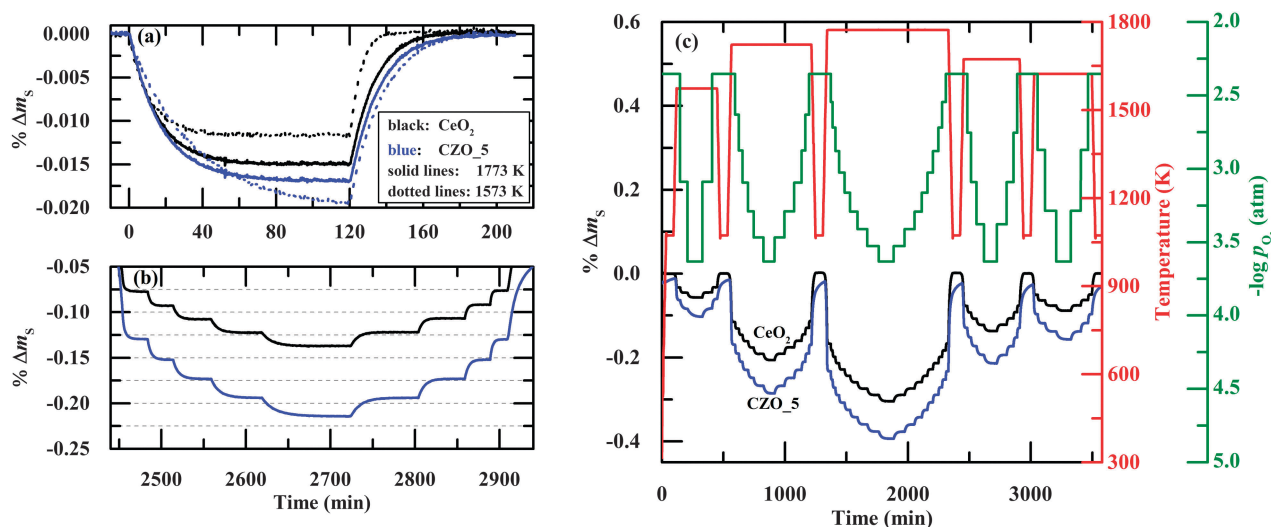 (a)
0.000
-0.005
-0.010
-0.015
-0.020
% Δm_S
black: CeO₂
blue: CZO_5
solid lines: 1773 K
dotted lines: 1573 K
0 40 80 120 160 200
(b)
-0.05
-0.10
-0.15
-0.20
-0.25
% Δm_S
2500 2600 2700 2800 2900
Time (min)
(c)
0.6
0.4
0.2
0.0
-0.2
-0.4
% Δm_S
CeO₂
CZO_5
0 1000 2000 3000
Time (min)
1800
1500
1200
900
600
300
Temperature (K)
2.0
2.5
3.0
3.5
4.0
4.5
5.0
-log p_O (atm)